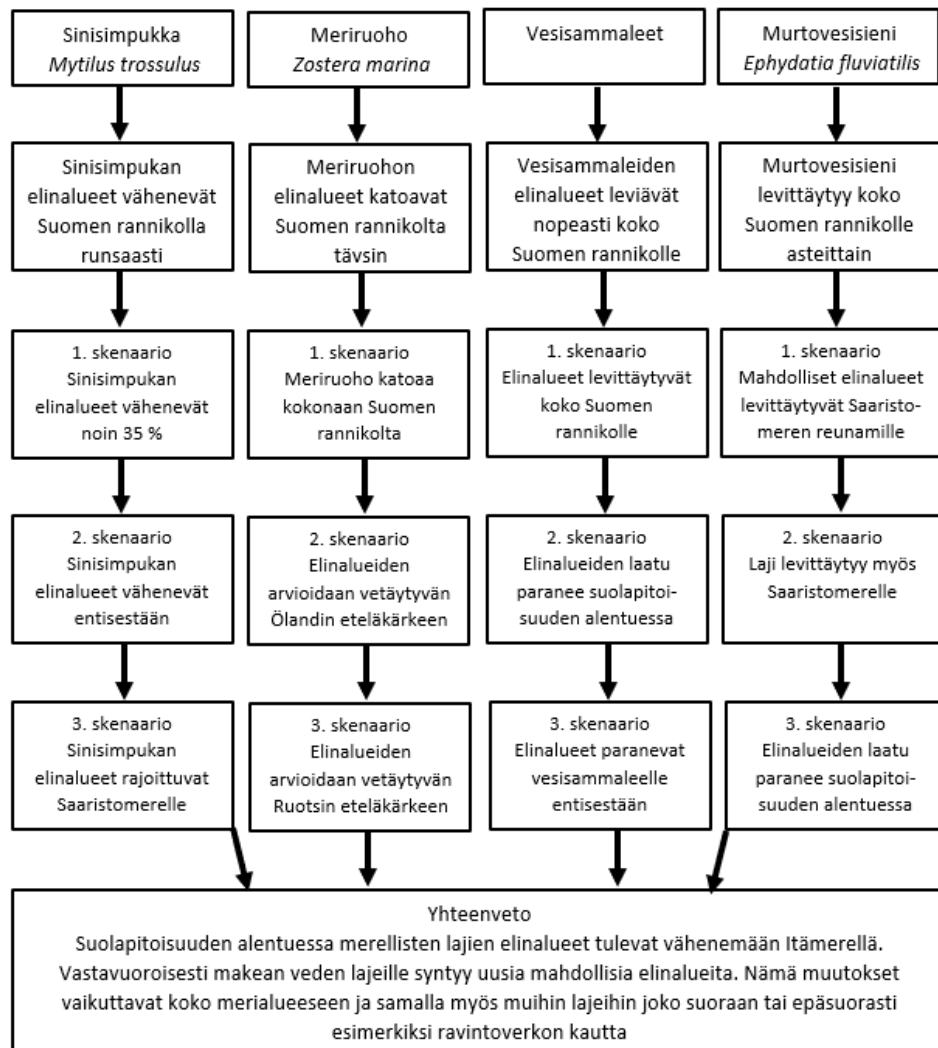 Sinisimpukka
Mytilus trossulus
Meriruoho
Zostera marina
Vesisammaleet
Murtovesisieni
Ephydatia fluviatilis
Sinisimpukan
elinalueet vähenevät
Suomen rannikolla
runsaasti
Meriruohon
elinalueet katoavat
Suomen rannikolta
tävsin
Vesisammaleiden
elinalueet leviävät
nopeasti koko
Suomen rannikolle
Murtovesisieni
levittäytyy koko
Suomen rannikolle
asteittain
1. skenaario
Sinisimpukan
elinalueet vähenevät
noin 35 %
1. skenaario
Meriruoho katoaa
kokonaan Suomen
rannikolta
1. skenaario
Elinalueet levittäytyvät
koko Suomen
rannikolle
1. skenaario
Mahdolliset elinalueet
levittäytyvät Saaristo-
meren reunamille
2. skenaario
Sinisimpukan
elinalueet vähenevät
entisestään
2. skenaario
Elinalueiden
arvioidaan vetäytyvän
Ölandin eteläkärkeen
2. skenaario
Elinalueiden laatu
paranee suolapitoi-
suuden alentuessa
2. skenaario
Laji levittäytyy myös
Saaristomerelle
3. skenaario
Sinisimpukan
elinalueet rajoittuvat
Saaristomerelle
3. skenaario
Elinalueiden
arvioidaan vetäytyvän
Ruotsin eteläkärkeen
3. skenaario
Elinalueet paranevat
vesisammaleelle
entisestään
3. skenaario
Elinalueiden laatu
paranee suolapitoi-
suuden alentuessa
Yhteenveto
Suolapitoisuuden alentuessa merellisten lajien elinalueet tulevat vähenemään Itämerellä.
Vastavuoroisesti makean veden lajeille syntyy uusia mahdollisia elinalueita. Nämä muutokset
vaikuttavat koko merialueeseen ja samalla myös muihin lajeihin joko suoraan tai epäsuorasti
esimerkiksi ravintoverkon kautta